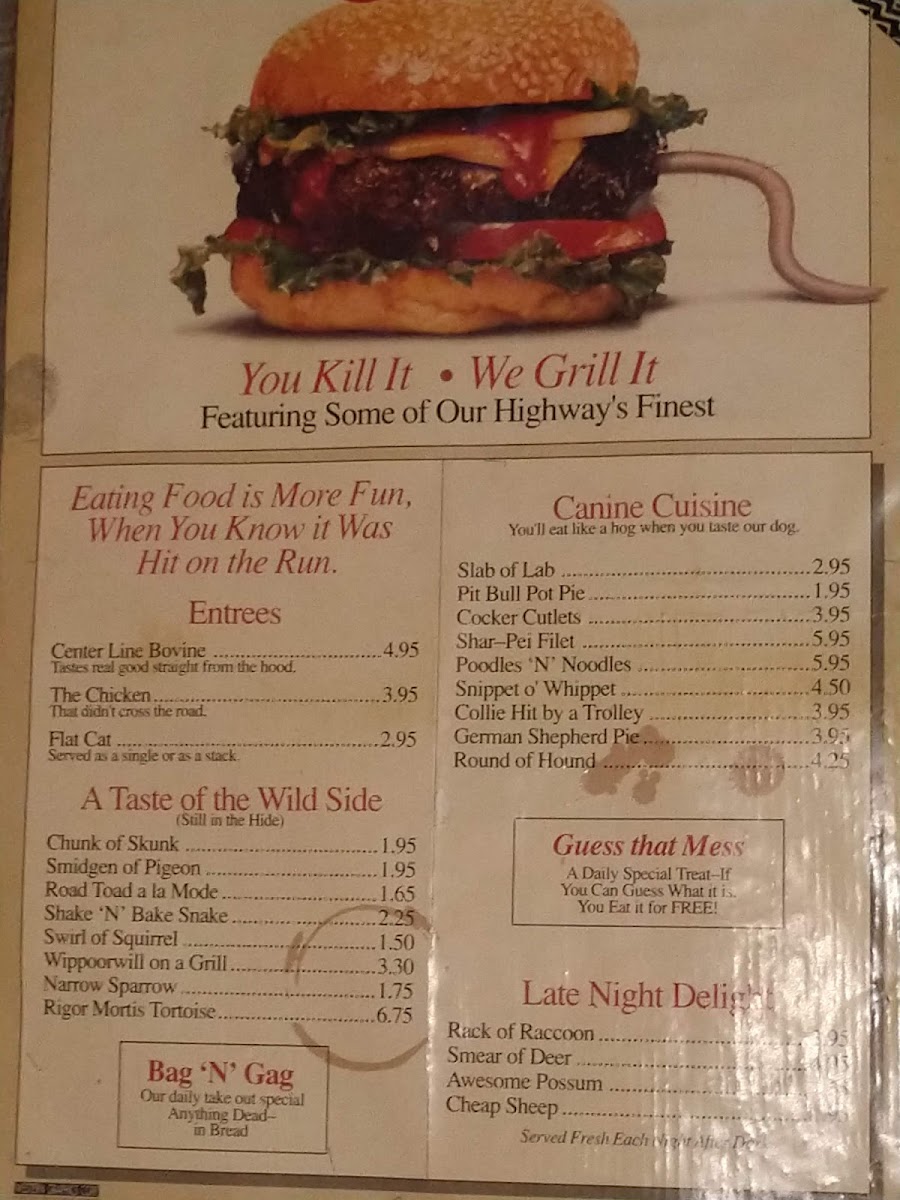 You Kill It • We Grill It
Featuring Some of Our Highway's Finest
Eating Food is More Fun,
When You Know it Was
Hit on the Run.
Entrees
Center Line Bovine ................................4.95
Tastes real good straight from the hood.
The Chicken............................................3.95
That didn't cross the road.
Flat Cat ...................................................2.95
Served as a single or as a stack.
A Taste of the Wild Side
(Still in the Hide)
Chunk of Skunk ......................................1.95
Smidgen of Pigeon ..................................1.95
Road Toad a la Mode ..............................1.65
Shake 'N' Bake Snake..............................2.25
Swirl of Squirrel .....................................1.50
Wippoorwill on a Grill............................3.30
Narrow Sparrow .....................................1.75
Rigor Mortis Tortoise..............................6.75
Bag 'N' Gag
Our daily take out special
Anything Dead–
in Bread
Canine Cuisine
You'll eat like a hog when you taste our dog.
Slab of Lab ..............................................2.95
Pit Bull Pot Pie.........................................1.95
Cocker Cutlets .........................................3.95
Shar–Pei Filet ..........................................5.95
Poodles 'N' Noodles ................................5.95
Snippet o' Whippet ..................................4.50
Collie Hit by a Trolley .............................3.95
German Shepherd Pie..............................3.95
Round of Hound .....................................4.25
Guess that Mess
A Daily Special Treat–If
You Can Guess What it is.
You Eat it for FREE!
Late Night Delight
Rack of Raccoon ......................................95
Smear of Deer ..........................................
Awesome Possum ....................................
Cheap Sheep.............................................
Served Fresh Each Night After Dark